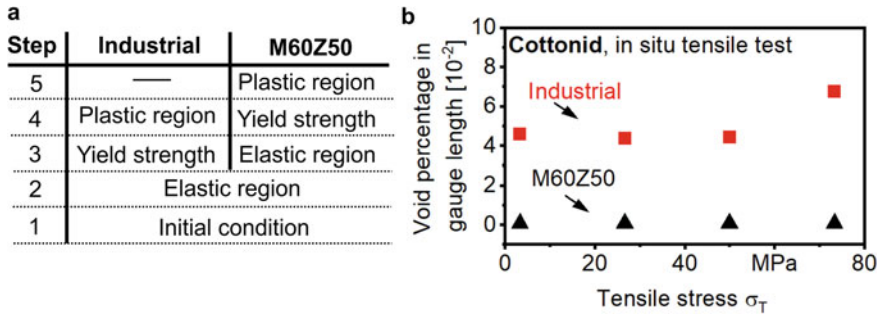 a
Step Industrial M60Z50
5 — Plastic region
4 Plastic region Yield strength
3 Yield strength Elastic region
2 Elastic region
1 Initial condition
b
Void percentage in
gauge length [10⁻²]
10
8
6
4
2
0
Cottonid, in situ tensile test
Industrial
M60Z50
0 20 40 MPa 80
Tensile stress σ_T